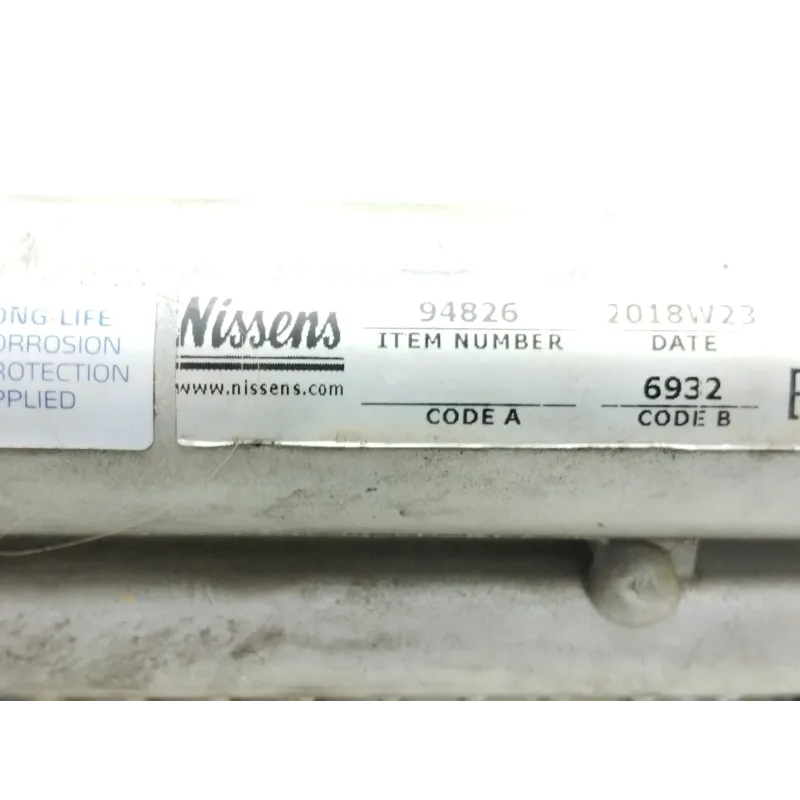 ONG-LIFE
ORROSION
ROTECTION
PPLIED
Nissens
www.nissens.com
94826
ITEM NUMBER
CODE A
2018W23
DATE
6932
CODE B